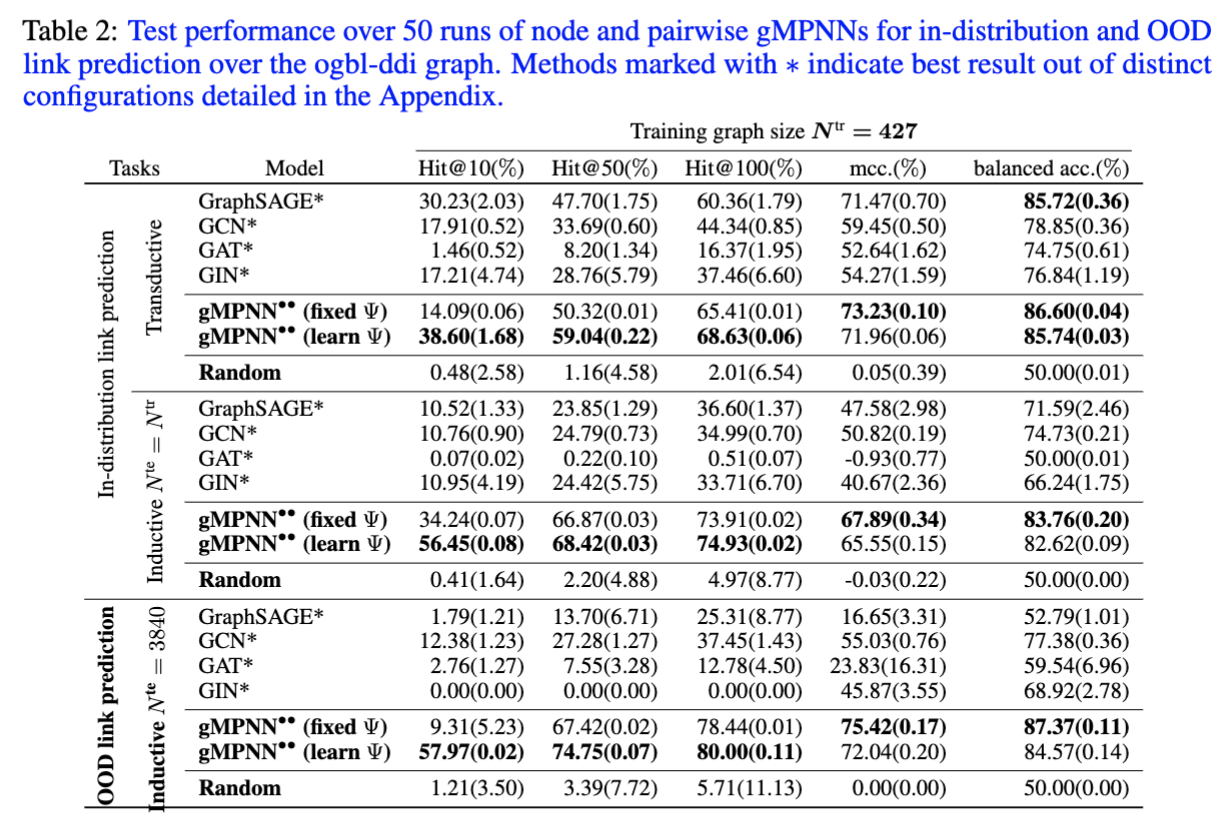 Table 2: Test performance over 50 runs of node and pairwise gMPNNs for in-distribution and OOD
link prediction over the ogbl-ddi graph. Methods marked with ∗ indicate best result out of distinct
configurations detailed in the Appendix.
Training graph size N^tr = 427
Tasks Model Hit@10(%) Hit@50(%) Hit@100(%) mcc.(%) balanced acc.(%)
In-distribution link prediction
Transductive
GraphSAGE* 30.23(2.03) 47.70(1.75) 60.36(1.79) 71.47(0.70) 85.72(0.36)
GCN* 17.91(0.52) 33.69(0.60) 44.34(0.85) 59.45(0.50) 78.85(0.36)
GAT* 1.46(0.52) 8.20(1.34) 16.37(1.95) 52.64(1.62) 74.75(0.61)
GIN* 17.21(4.74) 28.76(5.79) 37.46(6.60) 54.27(1.59) 76.84(1.19)
gMPNN•• (fixed Ψ) 14.09(0.06) 50.32(0.01) 65.41(0.01) 73.23(0.10) 86.60(0.04)
gMPNN•• (learn Ψ) 38.60(1.68) 59.04(0.22) 68.63(0.06) 71.96(0.06) 85.74(0.03)
Random 0.48(2.58) 1.16(4.58) 2.01(6.54) 0.05(0.39) 50.00(0.01)
Inductive N^te = N^tr
GraphSAGE* 10.52(1.33) 23.85(1.29) 36.60(1.37) 47.58(2.98) 71.59(2.46)
GCN* 10.76(0.90) 24.79(0.73) 34.99(0.70) 50.82(0.19) 74.73(0.21)
GAT* 0.07(0.02) 0.22(0.10) 0.51(0.07) -0.93(0.77) 50.00(0.01)
GIN* 10.95(4.19) 24.42(5.75) 33.71(6.70) 40.67(2.36) 66.24(1.75)
gMPNN•• (fixed Ψ) 34.24(0.07) 66.87(0.03) 73.91(0.02) 67.89(0.34) 83.76(0.20)
gMPNN•• (learn Ψ) 56.45(0.08) 68.42(0.03) 74.93(0.02) 65.55(0.15) 82.62(0.09)
Random 0.41(1.64) 2.20(4.88) 4.97(8.77) -0.03(0.22) 50.00(0.00)
OOD link prediction
Inductive N^te = 3840
GraphSAGE* 1.79(1.21) 13.70(6.71) 25.31(8.77) 16.65(3.31) 52.79(1.01)
GCN* 12.38(1.23) 27.28(1.27) 37.45(1.43) 55.03(0.76) 77.38(0.36)
GAT* 2.76(1.27) 7.55(3.28) 12.78(4.50) 23.83(16.31) 59.54(6.96)
GIN* 0.00(0.00) 0.00(0.00) 0.00(0.00) 45.87(3.55) 68.92(2.78)
gMPNN•• (fixed Ψ) 9.31(5.23) 67.42(0.02) 78.44(0.01) 75.42(0.17) 87.37(0.11)
gMPNN•• (learn Ψ) 57.97(0.02) 74.75(0.07) 80.00(0.11) 72.04(0.20) 84.57(0.14)
Random 1.21(3.50) 3.39(7.72) 5.71(11.13) 0.00(0.00) 50.00(0.00)